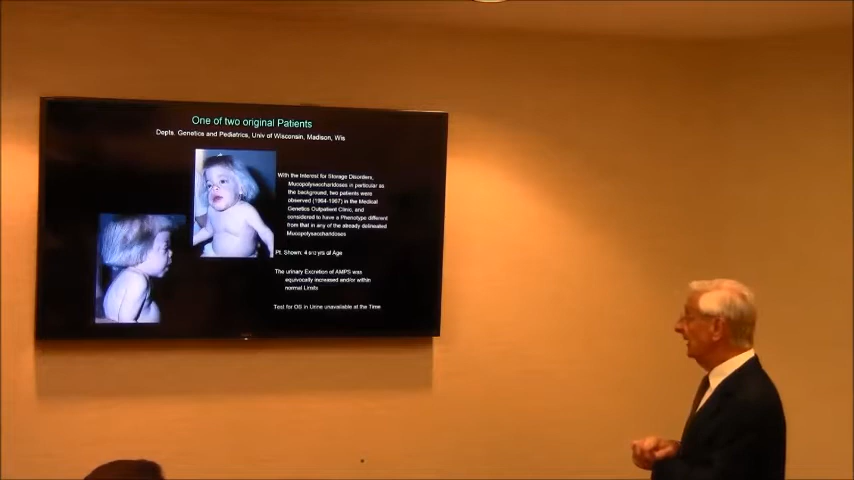 One of two original Patients
Depts. Genetics and Pediatrics, Univ of Wisconsin, Madison, Wis
With the Interest for Storage Disorders,
Mucopolysaccharidoses in particular as
the background, two patients were
observed (1964-1967) in the Medical
Genetics Outpatient Clinic, and
considered to have a Phenotype different
from that in any of the already delineated
Mucopolysaccharidoses
Pt. Shown: 4 yrs of Age
The urinary Excretion of AMPS was
equivocally increased and/or within
normal Limits
Test for OS in Urine unavailable at the Time